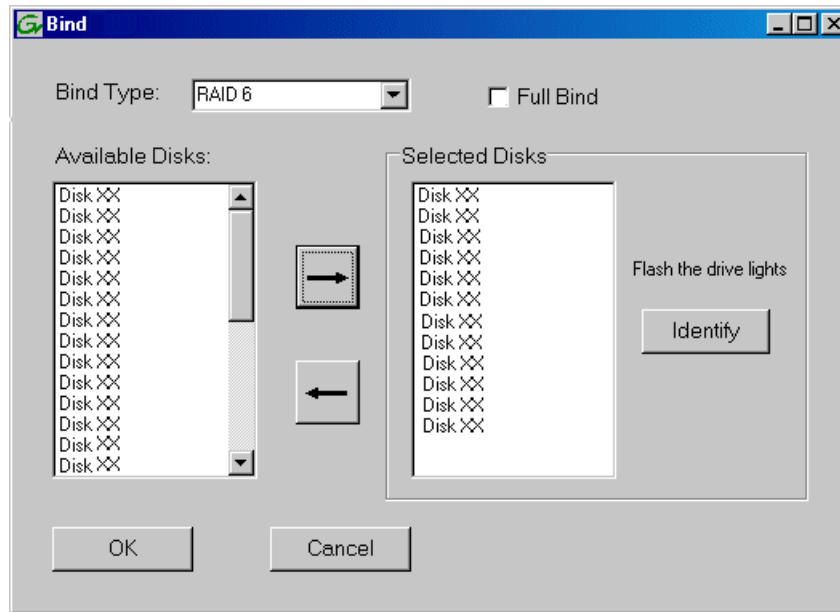 Bind
Bind Type: RAID 6 Full Bind
Available Disks:
Disk XX
Disk XX
Disk XX
Disk XX
Disk XX
Disk XX
Disk XX
Disk XX
Disk XX
Disk XX
Disk XX
Disk XX
Disk XX
Disk XX
Selected Disks
Disk XX
Disk XX
Disk XX
Disk XX
Disk XX
Disk XX
Disk XX
Disk XX
Disk XX
Disk XX
Disk XX
Disk XX
Flash the drive lights
Identify
OK Cancel